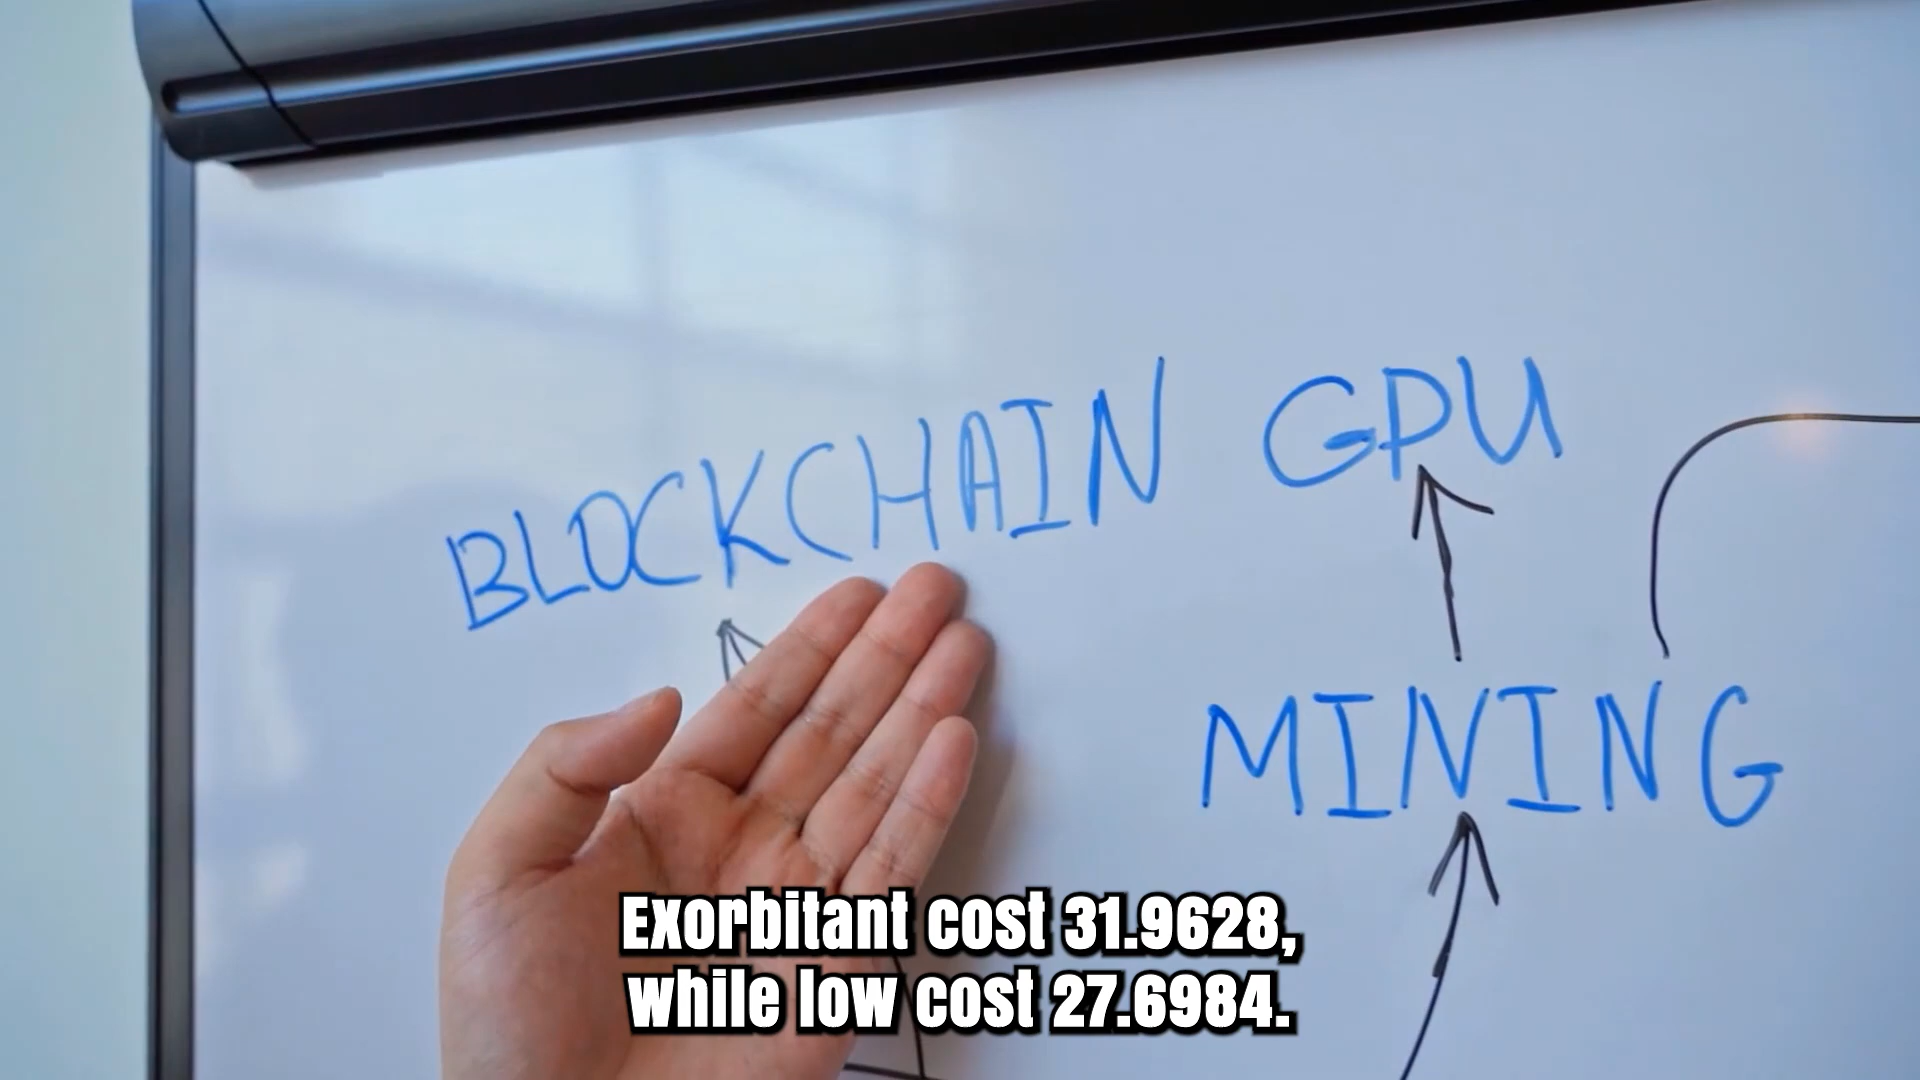 BLOCKCHAIN GPU
MINING
Exorbitant cost 31.9628,
while low cost 27.6984.